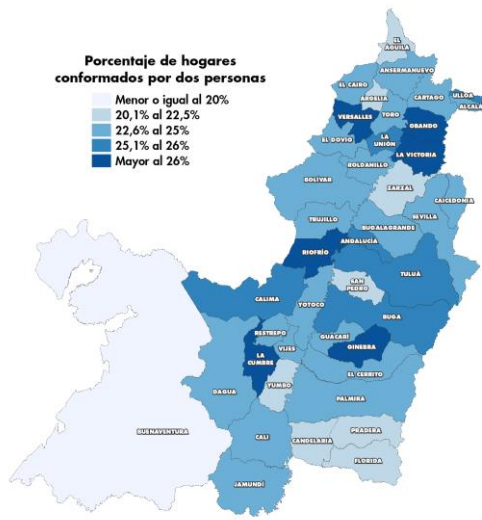 EL
ÁGUILA
Porcentaje de hogares
conformados por dos personas
Menor o igual al 20%
20,1% al 22,5%
22,6% al 25%
25,1% al 26%
Mayor al 26%
ANSERMANUEVO
EL CAIRO
ARGELIA
CARTAGO
ULLOA
ALCALÁ
VERSALLES
TORO
OBANDO
EL DOVIO
LA
UNIÓN
LA VICTORIA
ROLDANILLO
BOLÍVAR
ZARZAL
CAICEDONIA
TRUJILLO
SEVILLA
BUGALAGRANDE
ANDALUCÍA
RIOFRÍO
SAN
PEDRO
TULUÁ
CALIMA
YOTOCO
BUGA
RESTREPO
GUACARÍ
GINEBRA
LA
CUMBRE
VIJES
EL CERRITO
DAGUA
YUMBO
PALMIRA
BUENAVENTURA
CALI
CANDELARIA
PRADERA
FLORIDA
JAMUNDÍ